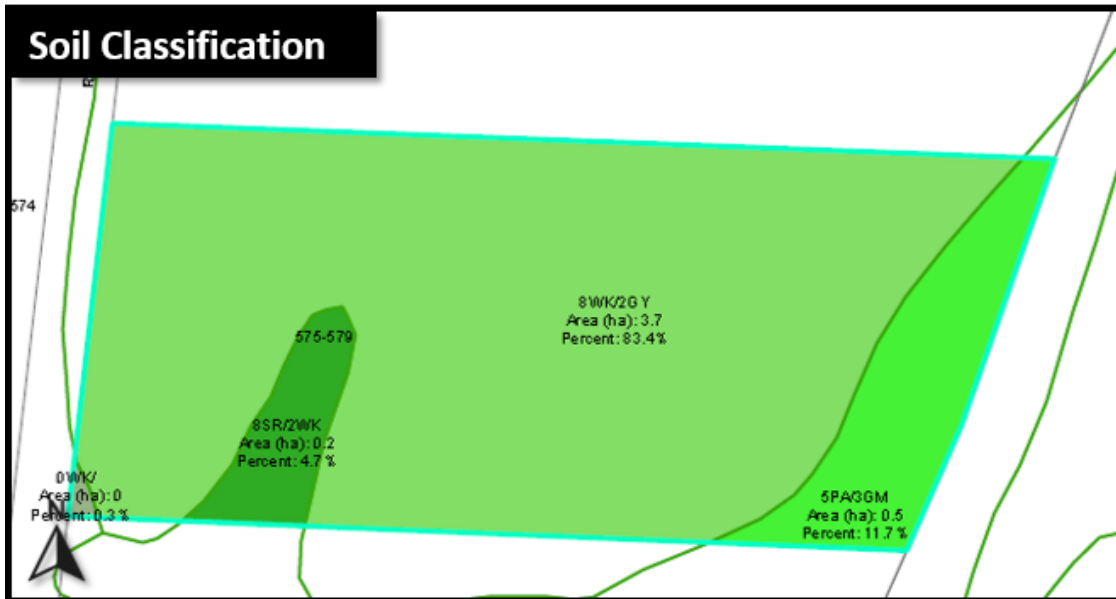 Soil Classification
R
574
8WK/2GY
Area (ha): 3.7
Percent: 83.4%
575-579
8SR/2WK
Area (ha): 0.2
Percent: 4.7%
0WK/
Area (ha): 0
Percent: 0.3%
5PA/3GM
Area (ha): 0.5
Percent: 11.7%
N